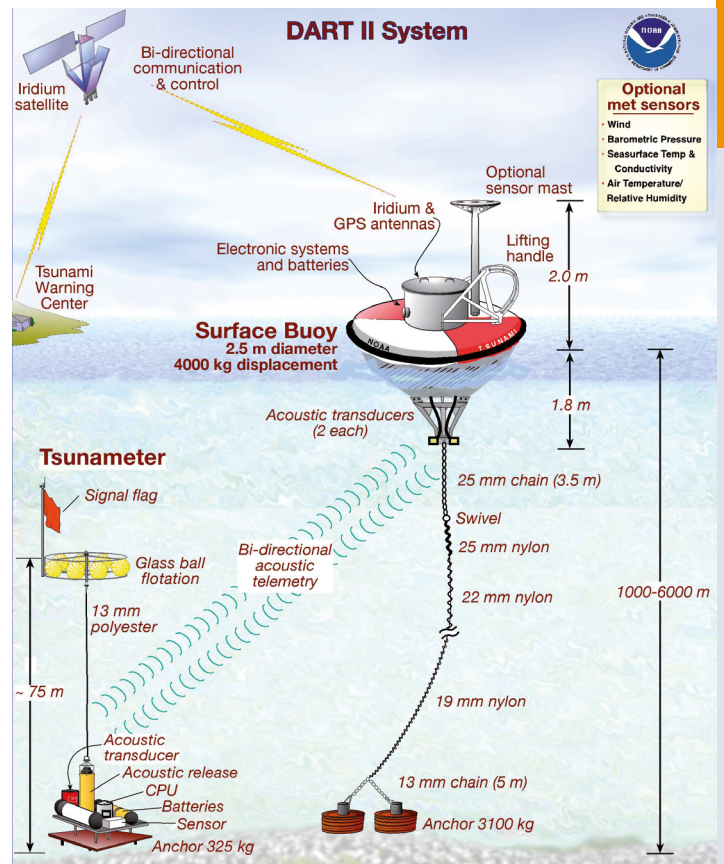 DART II System
NOAA
Iridium
satellite
Bi-directional
communication
& control
Optional
met sensors
· Wind
· Barometric Pressure
· Seasurface Temp &
Conductivity
· Air Temperature/
Relative Humidity
Optional
sensor mast
Iridium &
GPS antennas
Electronic systems
and batteries
Lifting
handle
2.0 m
Tsunami
Warning
Center
Surface Buoy
2.5 m diameter
4000 kg displacement
NOAA
TSUNAMI
1.8 m
Acoustic transducers
(2 each)
Tsunameter
Signal flag
25 mm chain (3.5 m)
Swivel
25 mm nylon
Glass ball
flotation
Bi-directional
acoustic
telemetry
22 mm nylon
1000-6000 m
13 mm
polyester
~ 75 m
19 mm nylon
Acoustic
transducer
Acoustic release
CPU
Batteries
Sensor
Anchor 325 kg
13 mm chain (5 m)
Anchor 3100 kg